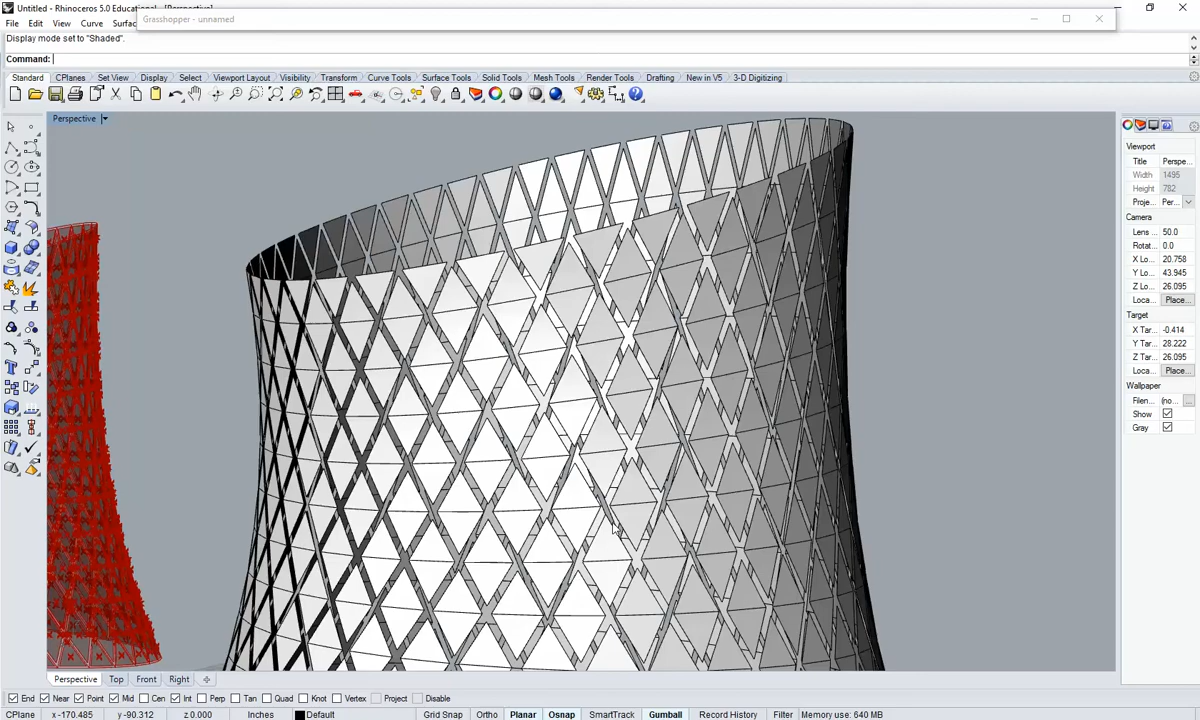 Untitled - Rhinoceros 5.0 Educational - [Perspective]
Grasshopper - unnamed
File Edit View Curve Surfac
Display mode set to "Shaded".
Command:
Standard CPlanes Set View Display Select Viewport Layout Visibility Transform Curve Tools Surface Tools Solid Tools Mesh Tools Render Tools Drafting New in V5 3-D Digitizing
Perspective
Viewport
Title Perspe...
Width 1495
Height 782
Proje... Per...
Camera
Lens ... 50.0
Rotat... 0.0
X Lo... 20.758
Y Lo... 43.945
Z Lo... 26.095
Loca... Place...
Target
X Tar... -0.414
Y Tar... 28.222
Z Tar... 26.095
Loca... Place...
Wallpaper
Filen... (no... ...
Show
Gray
Perspective Top Front Right
End Near Point Mid Cen Int Perp Tan Quad Knot Vertex Project Disable
CPlane x -170.485 y -90.312 z 0.000 Inches Default Grid Snap Ortho Planar Osnap SmartTrack Gumball Record History Filter Memory use: 640 MB